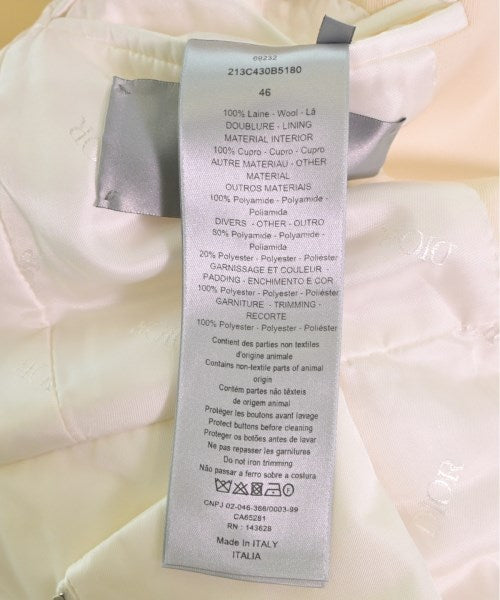 69232
213C430B5180
46
100% Laine - Wool - Lã
DOUBLURE - LINING
MATERIAL INTERIOR
100% Cupro - Cupro - Cupro
AUTRE MATERIAU - OTHER
MATERIAL
OUTROS MATERIAIS
100% Polyamide - Polyamide -
Poliamida
DIVERS - OTHER - OUTRO
80% Polyamide - Polyamide -
Poliamida
20% Polyester - Polyester - Poliéster
GARNISSAGE ET COULEUR -
PADDING - ENCHIMENTO E COR
100% Polyester - Polyester - Poliéster
GARNITURE - TRIMMING -
RECORTE
100% Polyester - Polyester - Poliéster
Contient des parties non textiles
d'origine animale
Contains non-textile parts of animal
origin
Contém partes não têxteis
de origem animal
Protéger les boutons avant lavage
Protect buttons before cleaning
Proteger os botões antes de lavar
Ne pas repasser les garnitures
Do not iron trimming
Não passar a ferro sobre a costura
CNPJ 02-046-366/0003-99
CA65281
RN : 143628
Made In ITALY
ITALIA
DIOR
DIOR
DIOR